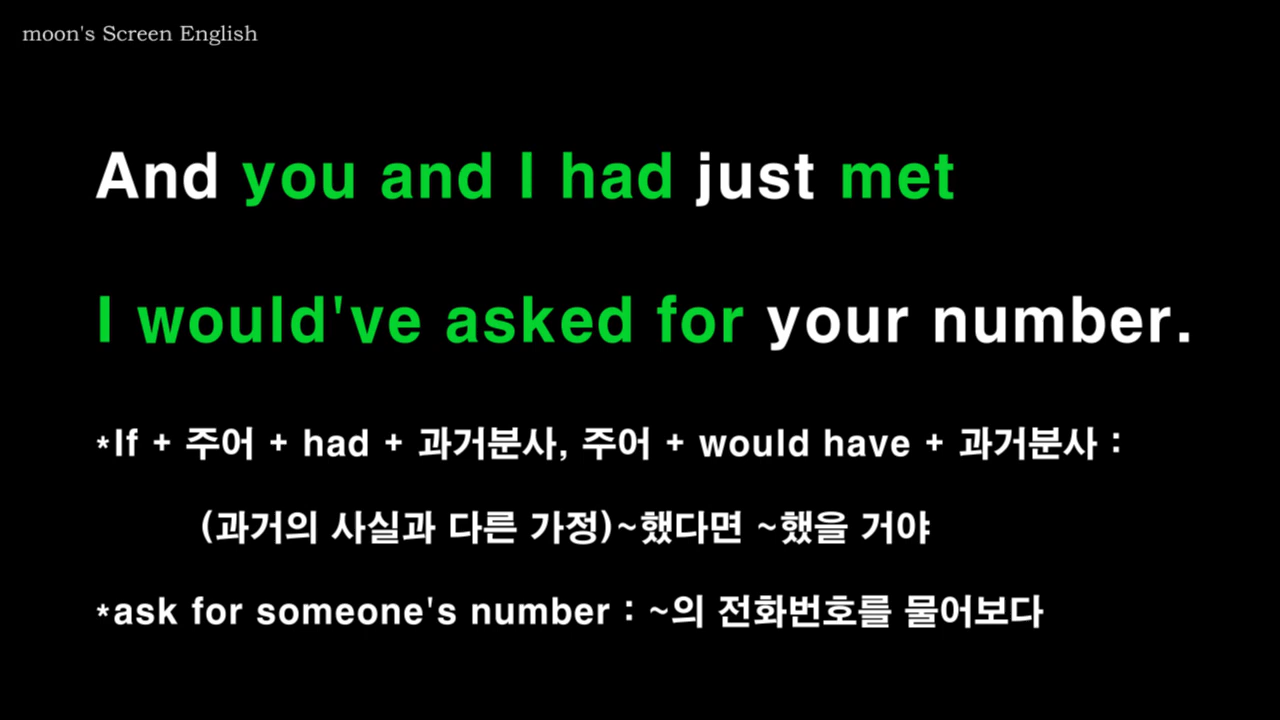 moon's Screen English
And you and I had just met
I would've asked for your number.
*If + 주어 + had + 과거분사, 주어 + would have + 과거분사 :
(과거의 사실과 다른 가정)~했다면 ~했을 거야
*ask for someone's number : ~의 전화번호를 물어보다